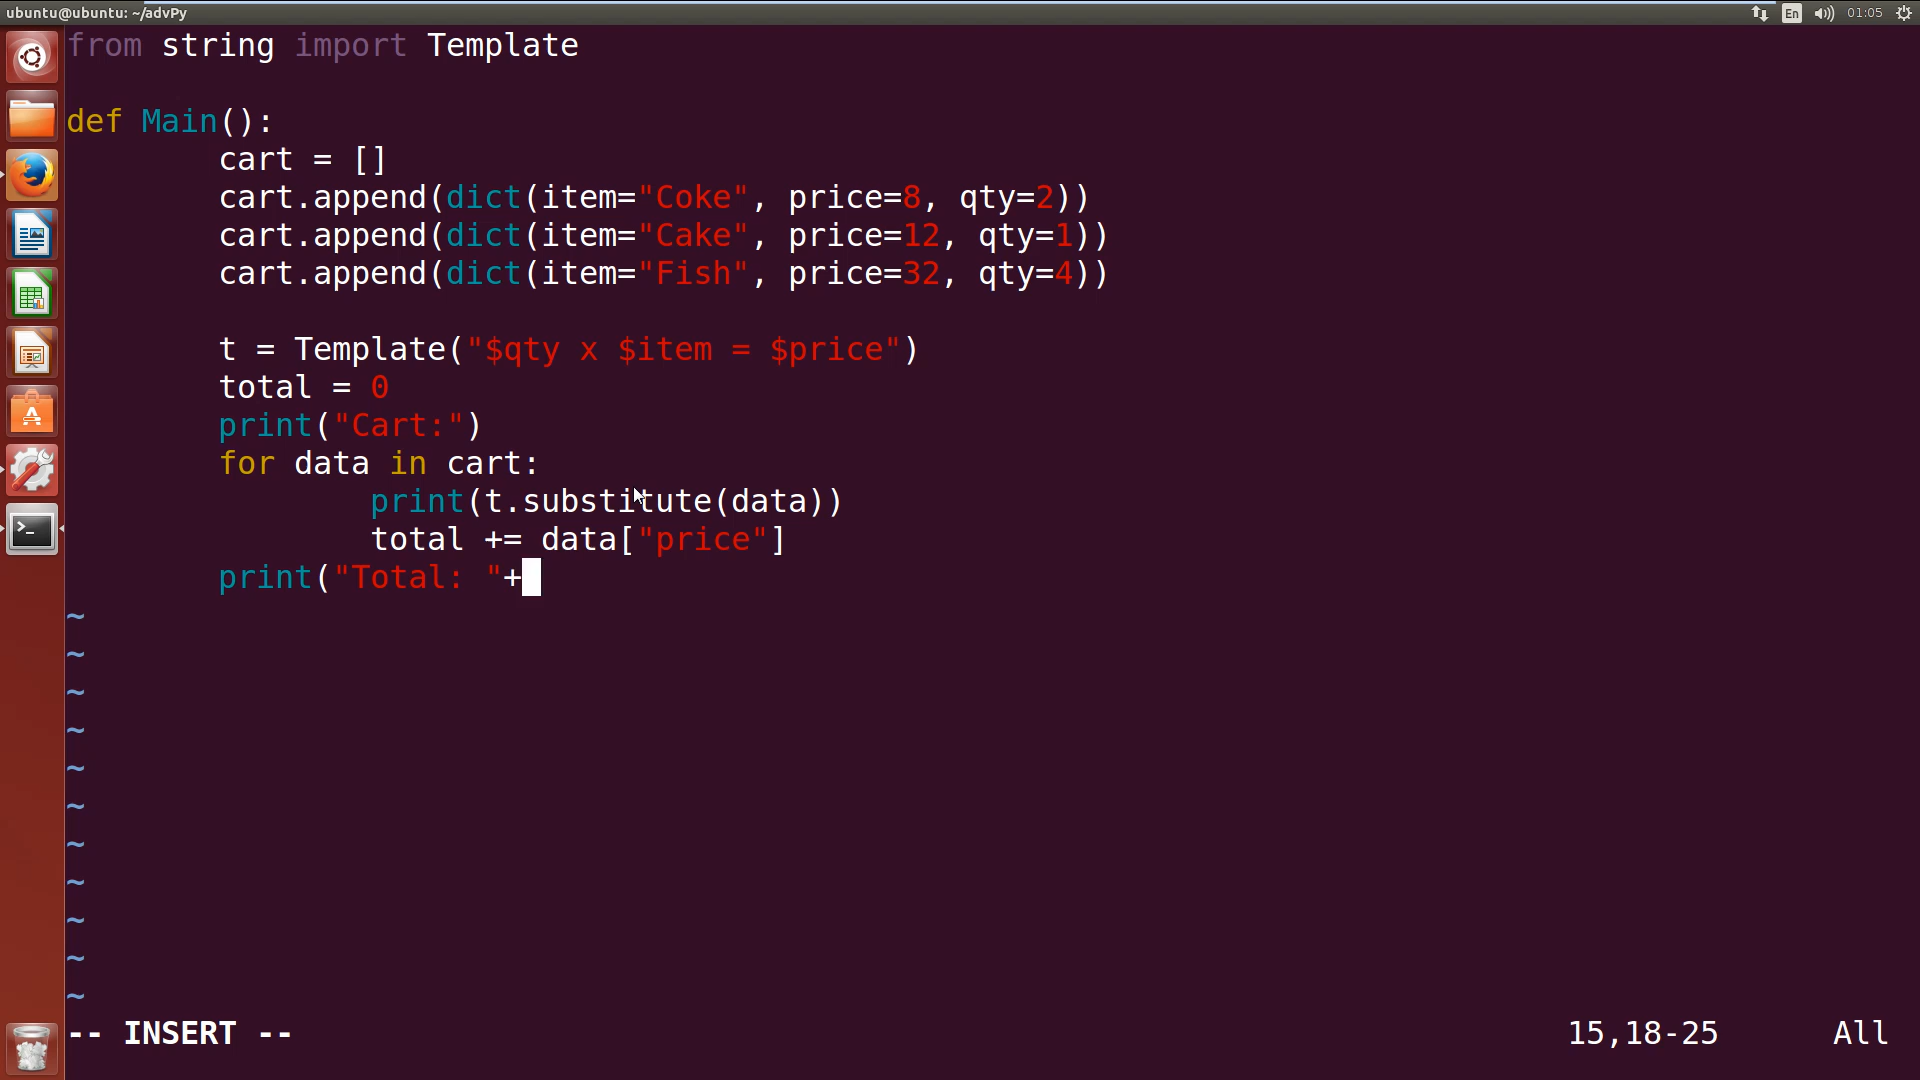 ubuntu@ubuntu: ~/advPy En 01:05
from string import Template
def Main():
cart = []
cart.append(dict(item="Coke", price=8, qty=2))
cart.append(dict(item="Cake", price=12, qty=1))
cart.append(dict(item="Fish", price=32, qty=4))
t = Template("$qty x $item = $price")
total = 0
print("Cart:")
for data in cart:
print(t.substitute(data))
total += data["price"]
print("Total: "+
~
~
~
~
~
~
~
~
~
~
~
-- INSERT -- 15,18-25 All